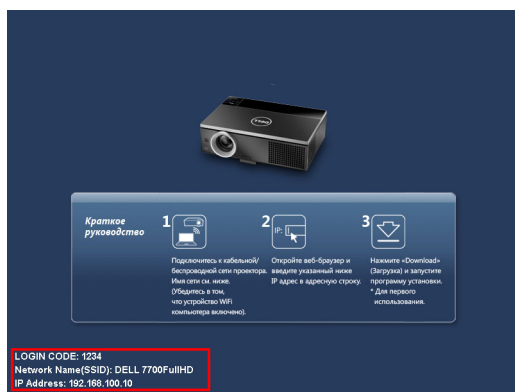 DELL
Краткое
руководство
1
2
3
IP:
Подключитесь к кабельной/
беспроводной сети проектора.
Имя сети см. ниже.
(Убедитесь в том,
что устройство WiFi
компьютера включено).
Откройте веб-браузер и
введите указанный ниже
IP адрес в адресную строку.
Нажмите «Download»
(Загрузка) и запустите
программу установки.
* Для первого
использования.
LOGIN CODE: 1234
Network Name(SSID): DELL 7700FullHD
IP Address: 192.168.100.10